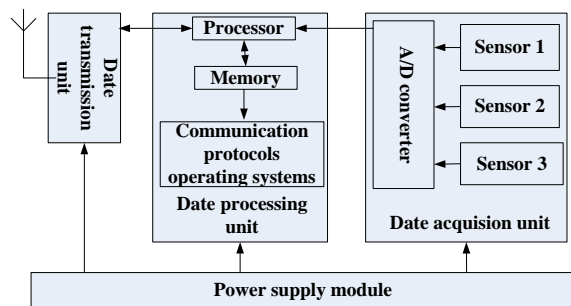 Date
transmission
unit
Processor
Memory
Communication
protocols
operating systems
Date processing
unit
A/D converter
Sensor 1
Sensor 2
Sensor 3
Date acquision unit
Power supply module